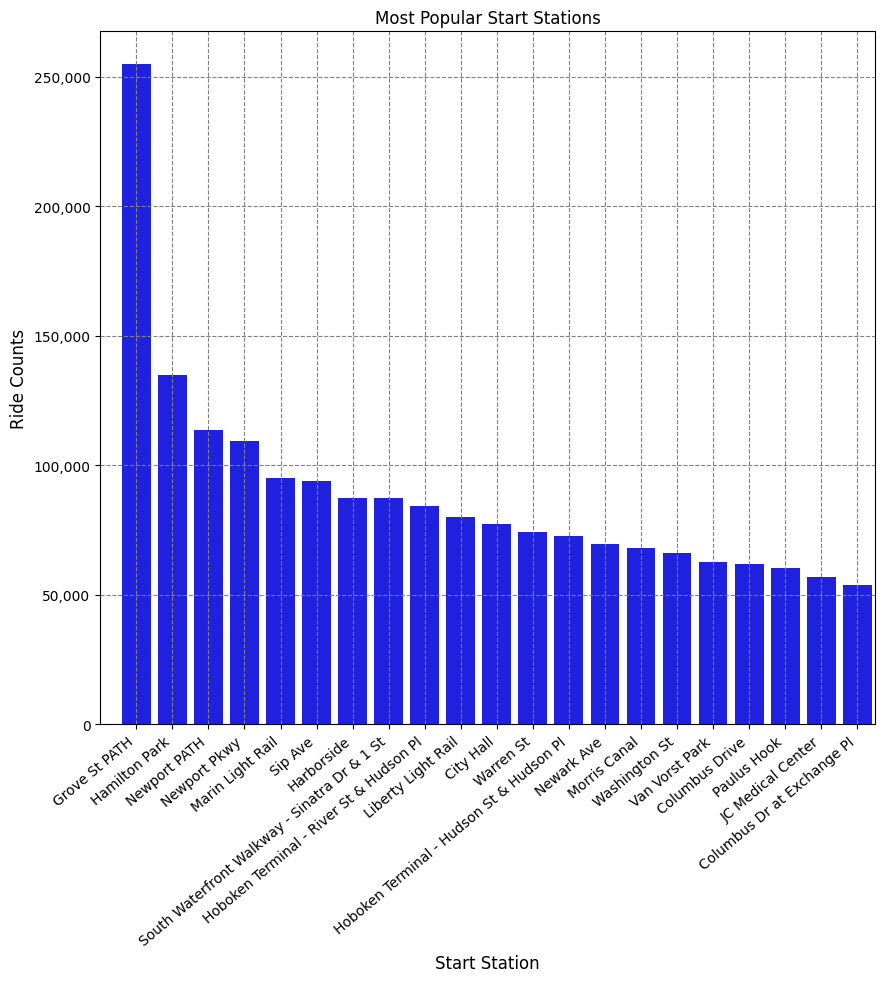 Most Popular Start Stations
Ride Counts
250,000
200,000
150,000
100,000
50,000
0
Grove St PATH
Hamilton Park
Newport PATH
Newport Pkwy
Marin Light Rail
Sip Ave
Harborside
South Waterfront Walkway - Sinatra Dr & 1 St
Hoboken Terminal - River St & Hudson Pl
Liberty Light Rail
City Hall
Warren St
Hoboken Terminal - Hudson St & Hudson Pl
Newark Ave
Morris Canal
Washington St
Van Vorst Park
Columbus Drive
Paulus Hook
JC Medical Center
Columbus Dr at Exchange Pl
Start Station